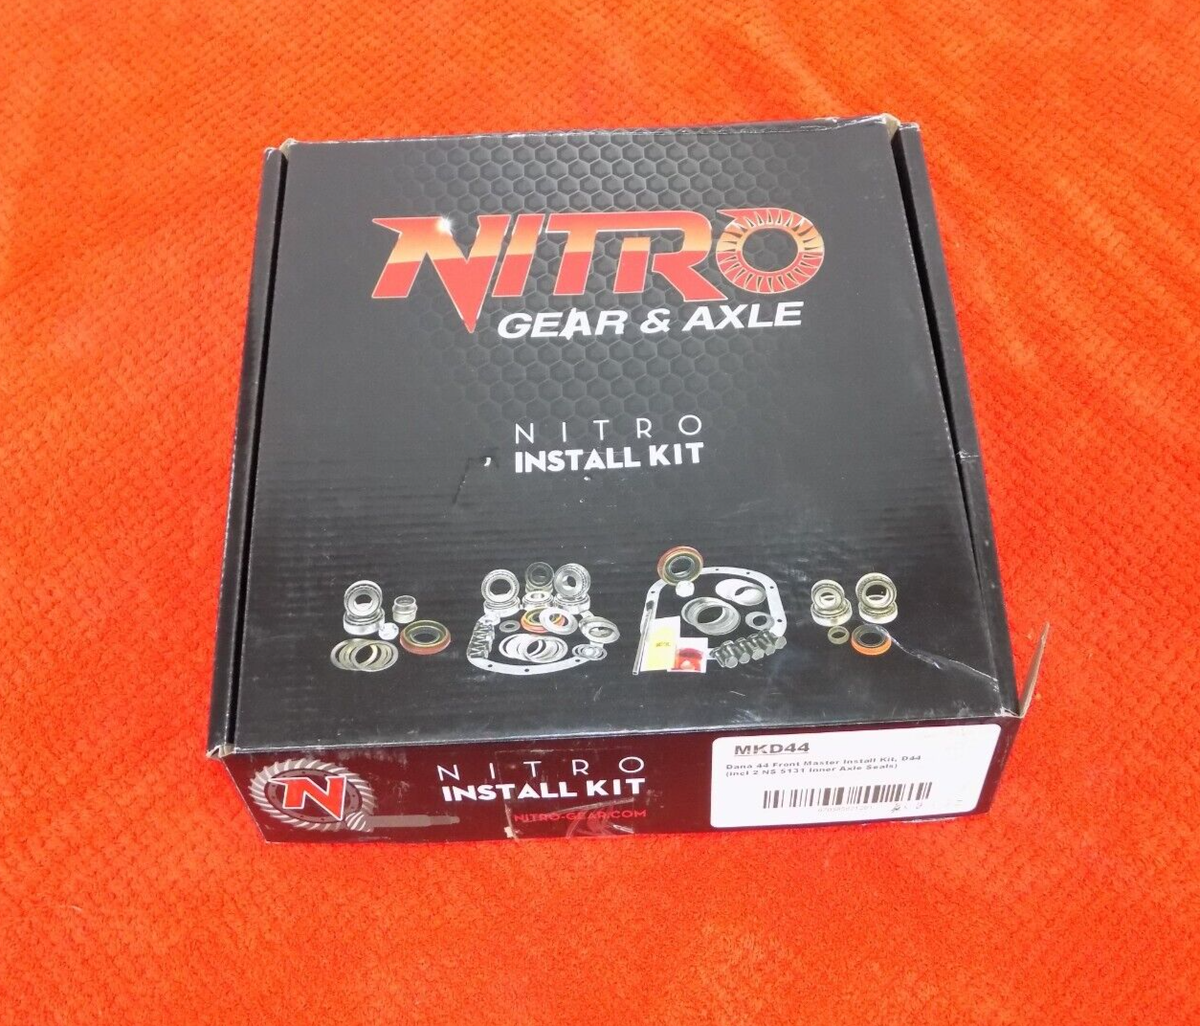 NITRO
GEAR & AXLE
NITRO
INSTALL KIT
N
NITRO
INSTALL KIT
NITRO-GEAR.COM
MKD44
Dana 44 Front Master Install Kit, D44
(Incl 2 NS 5131 Inner Axle Seals)